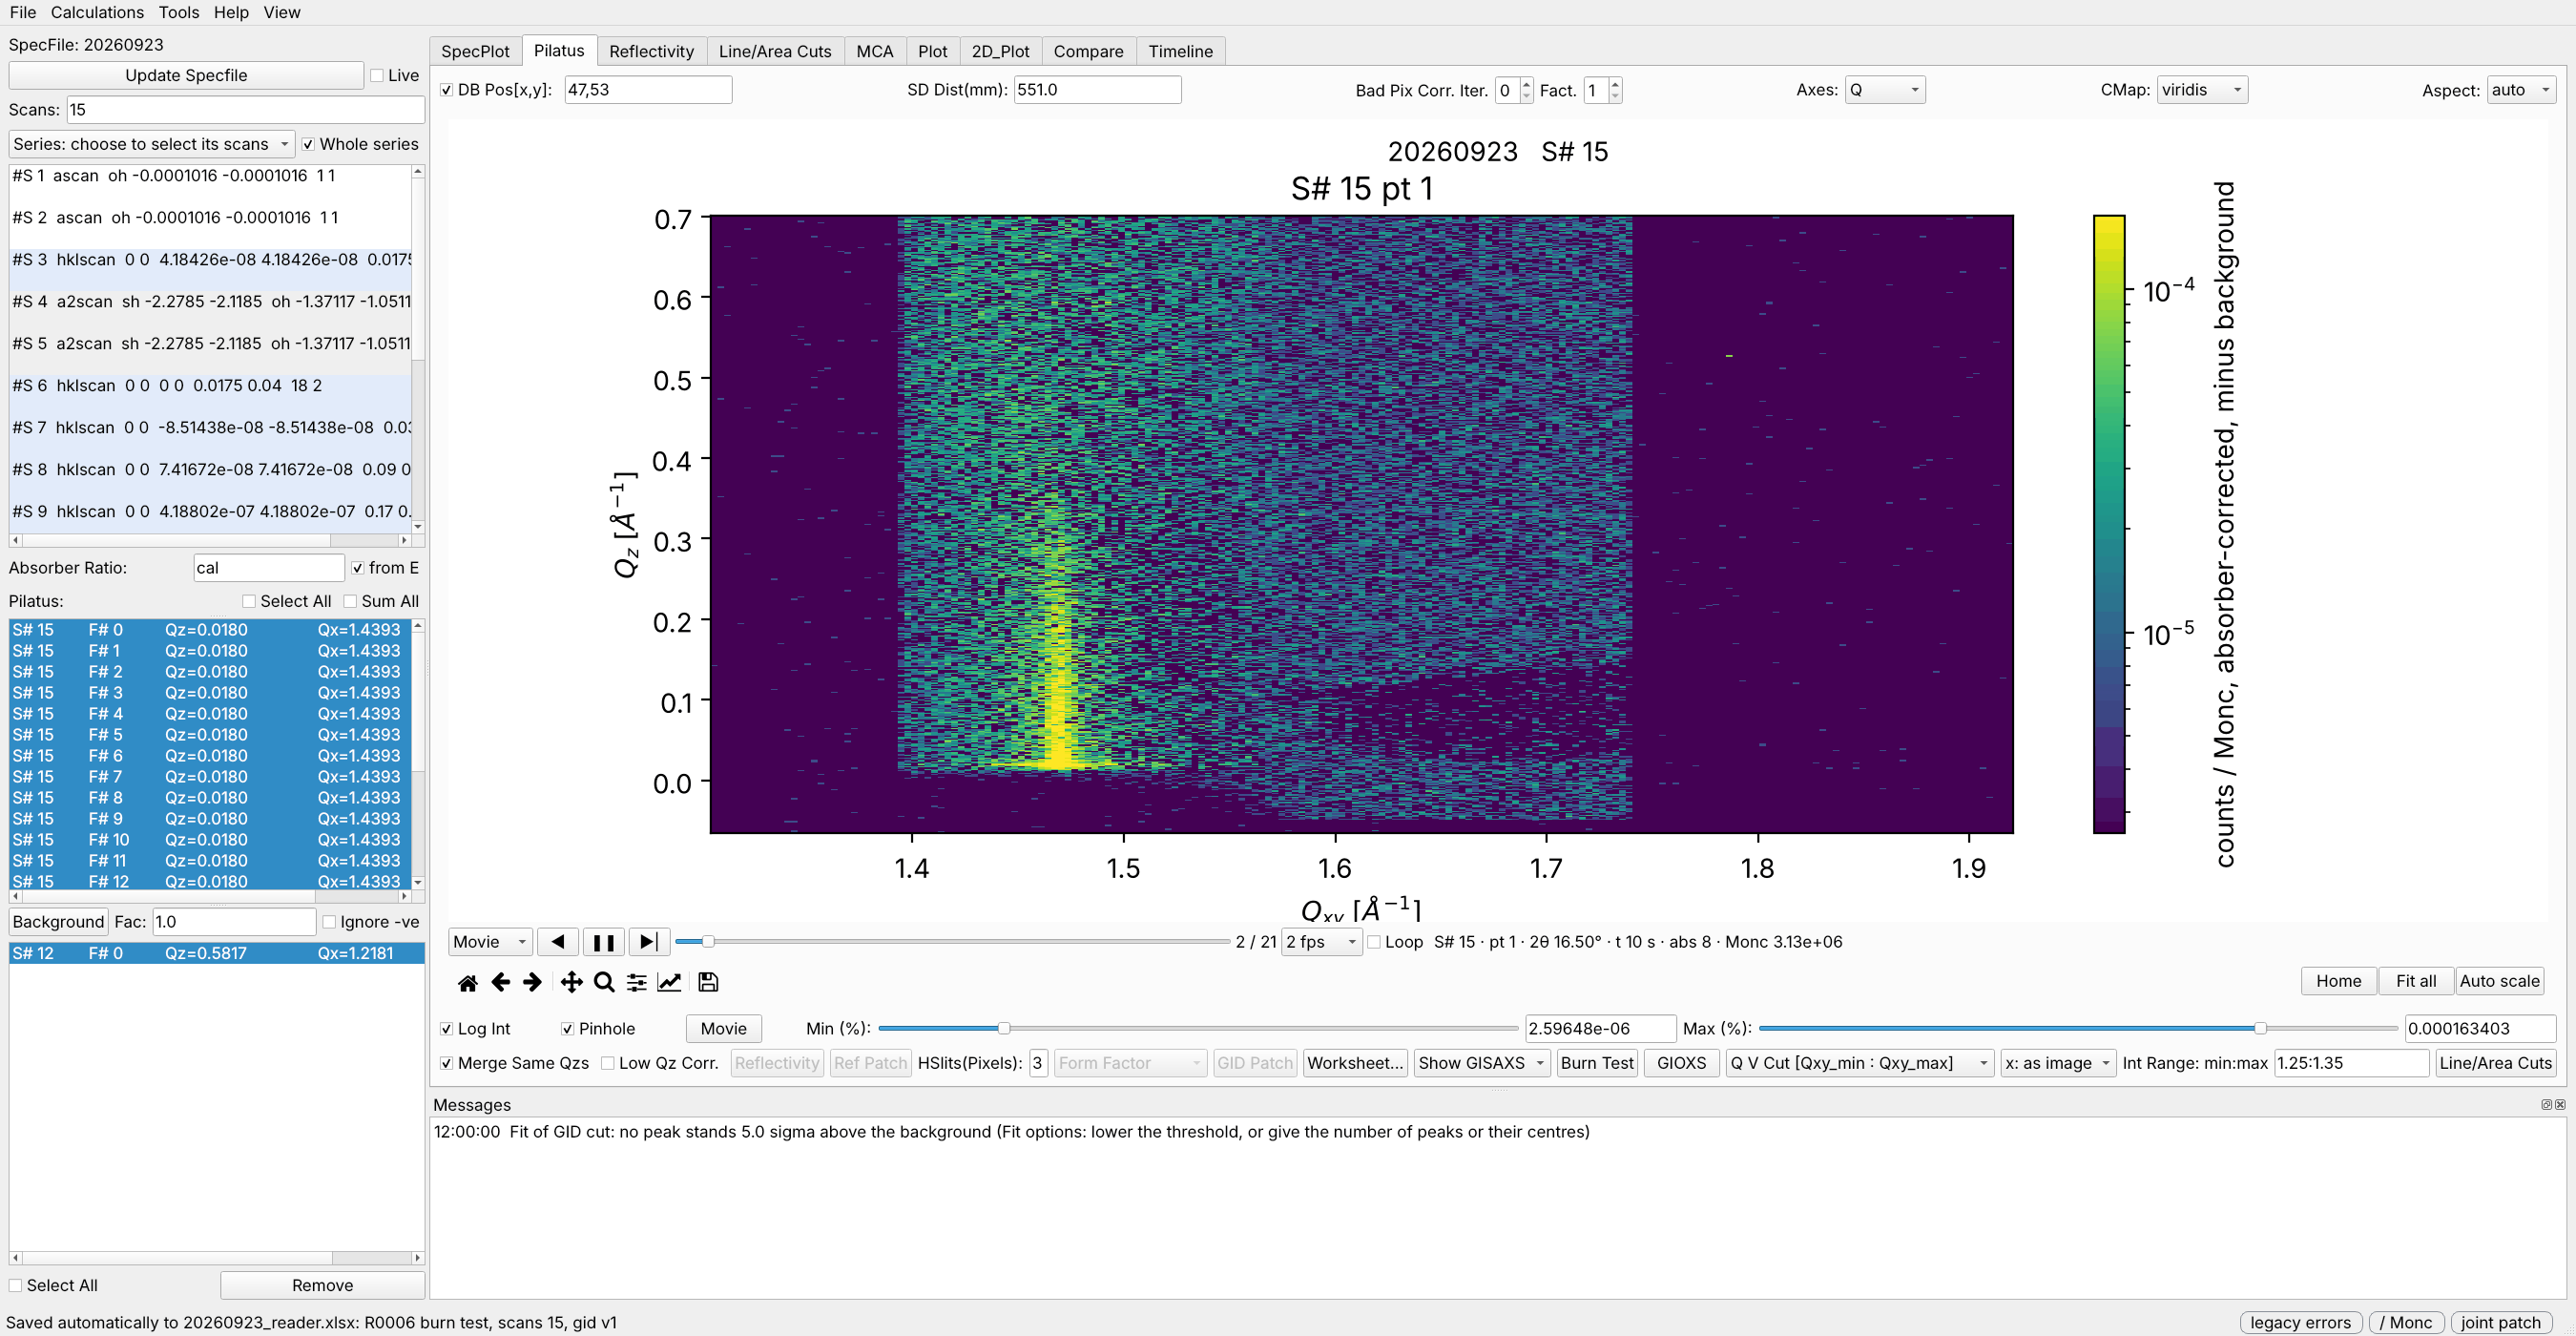 File Calculations Tools Help View
SpecFile: 20260923
Update Specfile Live
Scans: 15
Series: choose to select its scans Whole series
#S 1 ascan oh -0.0001016 -0.0001016 1 1
#S 2 ascan oh -0.0001016 -0.0001016 1 1
#S 3 hklscan 0 0 4.18426e-08 4.18426e-08 0.0175
#S 4 a2scan sh -2.2785 -2.1185 oh -1.37117 -1.0511
#S 5 a2scan sh -2.2785 -2.1185 oh -1.37117 -1.0511
#S 6 hklscan 0 0 0 0 0.0175 0.04 18 2
#S 7 hklscan 0 0 -8.51438e-08 -8.51438e-08 0.03
#S 8 hklscan 0 0 7.41672e-08 7.41672e-08 0.09 0
#S 9 hklscan 0 0 4.18802e-07 4.18802e-07 0.17 0.
Absorber Ratio: cal from E
Pilatus: Select All Sum All
S# 15 F# 0 Qz=0.0180 Qx=1.4393
S# 15 F# 1 Qz=0.0180 Qx=1.4393
S# 15 F# 2 Qz=0.0180 Qx=1.4393
S# 15 F# 3 Qz=0.0180 Qx=1.4393
S# 15 F# 4 Qz=0.0180 Qx=1.4393
S# 15 F# 5 Qz=0.0180 Qx=1.4393
S# 15 F# 6 Qz=0.0180 Qx=1.4393
S# 15 F# 7 Qz=0.0180 Qx=1.4393
S# 15 F# 8 Qz=0.0180 Qx=1.4393
S# 15 F# 9 Qz=0.0180 Qx=1.4393
S# 15 F# 10 Qz=0.0180 Qx=1.4393
S# 15 F# 11 Qz=0.0180 Qx=1.4393
S# 15 F# 12 Qz=0.0180 Qx=1.4393
Background Fac: 1.0 Ignore -ve
S# 12 F# 0 Qz=0.5817 Qx=1.2181
Select All Remove
SpecPlot Pilatus Reflectivity Line/Area Cuts MCA Plot 2D_Plot Compare Timeline
DB Pos[x,y]: 47,53 SD Dist(mm): 551.0 Bad Pix Corr. Iter. 0 Fact. 1 Axes: Q CMap: viridis Aspect: auto
20260923 S# 15
S# 15 pt 1
0.7
0.6
0.5
0.4
0.3
0.2
0.1
0.0
Qz [Å⁻¹]
1.4 1.5 1.6 1.7 1.8 1.9
Qxy [Å⁻¹]
10⁻⁴
10⁻⁵
counts / Monc, absorber-corrected, minus background
Movie 2 / 21 2 fps Loop S# 15 · pt 1 · 2θ 16.50° · t 10 s · abs 8 · Monc 3.13e+06
Home Fit all Auto scale
Log Int Pinhole Movie Min (%): 2.59648e-06 Max (%): 0.000163403
Merge Same Qzs Low Qz Corr. Reflectivity Ref Patch HSlits(Pixels): 3 Form Factor GID Patch Worksheet... Show GISAXS Burn Test GIOXS Q V Cut [Qxy_min : Qxy_max] x: as image Int Range: min:max 1.25:1.35 Line/Area Cuts
Messages
12:00:00 Fit of GID cut: no peak stands 5.0 sigma above the background (Fit options: lower the threshold, or give the number of peaks or their centres)
Saved automatically to 20260923_reader.xlsx: R0006 burn test, scans 15, gid v1
legacy errors / Monc joint patch